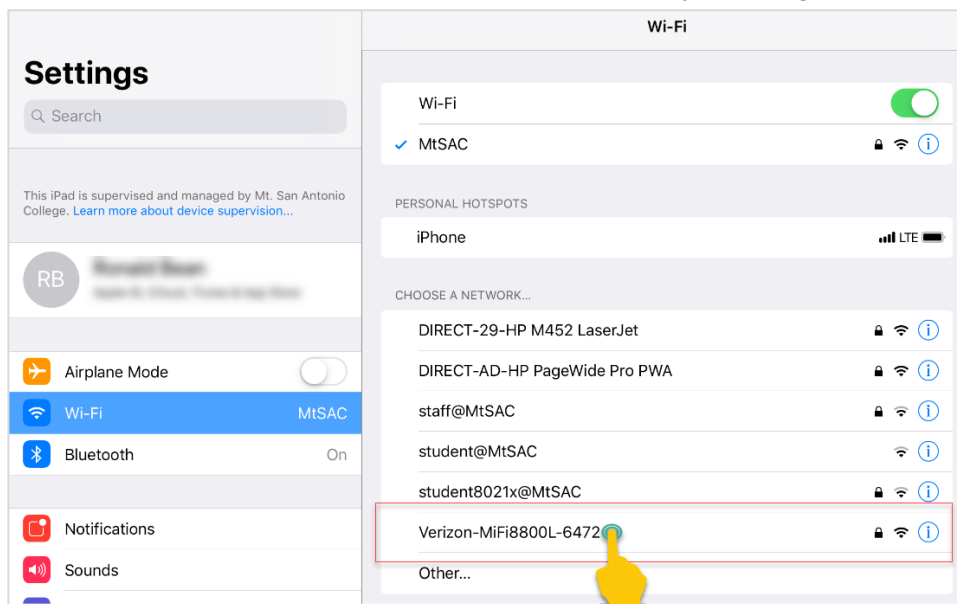 Wi-Fi
Settings
Search
This iPad is supervised and managed by Mt. San Antonio
College. Learn more about device supervision...
RB
Airplane Mode
Wi-Fi MtSAC
Bluetooth On
Notifications
Sounds
Wi-Fi
MtSAC
PERSONAL HOTSPOTS
iPhone LTE
CHOOSE A NETWORK...
DIRECT-29-HP M452 LaserJet
DIRECT-AD-HP PageWide Pro PWA
staff@MtSAC
student@MtSAC
student8021x@MtSAC
Verizon-MiFi8800L-6472
Other...